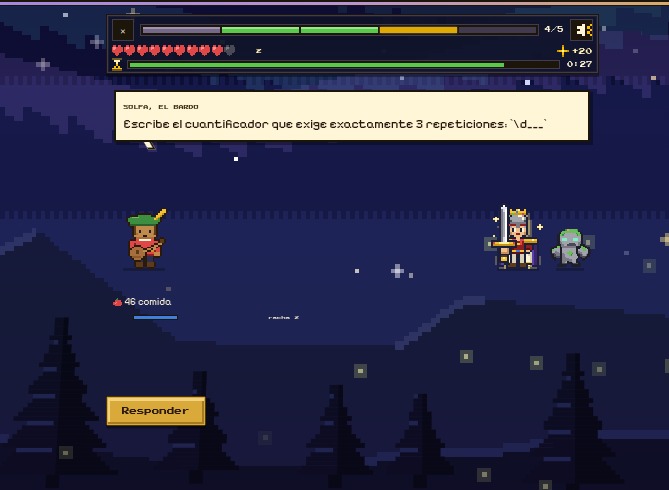 ×
4/5
z
+20
0:27
SOLFA, EL BARDO
Escribe el cuantificador que exige exactamente 3 repeticiones: `\d___`
46 comida
racha 2
Responder